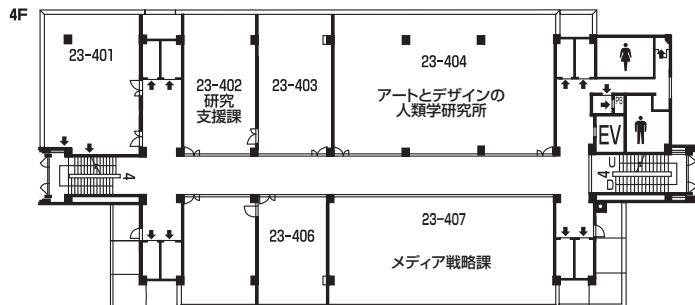 4F
23-401
23-402
研究
支援課
23-403
23-404
アートとデザインの
人類学研究所
PS
EV
4
U
4
D
23-406
23-407
メディア戦略課